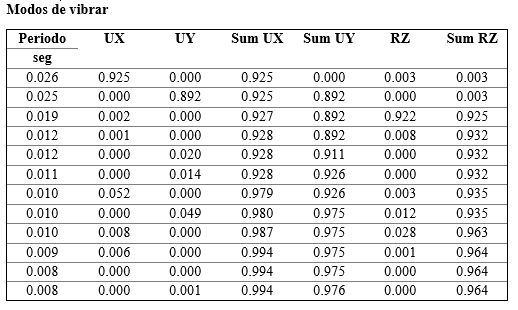 Modos de vibrar
Periodo UX UY Sum UX Sum UY RZ Sum RZ
seg
0.026 0.925 0.000 0.925 0.000 0.003 0.003
0.025 0.000 0.892 0.925 0.892 0.000 0.003
0.019 0.002 0.000 0.927 0.892 0.922 0.925
0.012 0.001 0.000 0.928 0.892 0.008 0.932
0.012 0.000 0.020 0.928 0.911 0.000 0.932
0.011 0.000 0.014 0.928 0.926 0.000 0.932
0.010 0.052 0.000 0.979 0.926 0.003 0.935
0.010 0.000 0.049 0.980 0.975 0.012 0.935
0.010 0.008 0.000 0.987 0.975 0.028 0.963
0.009 0.006 0.000 0.994 0.975 0.001 0.964
0.008 0.000 0.000 0.994 0.975 0.000 0.964
0.008 0.000 0.001 0.994 0.976 0.000 0.964